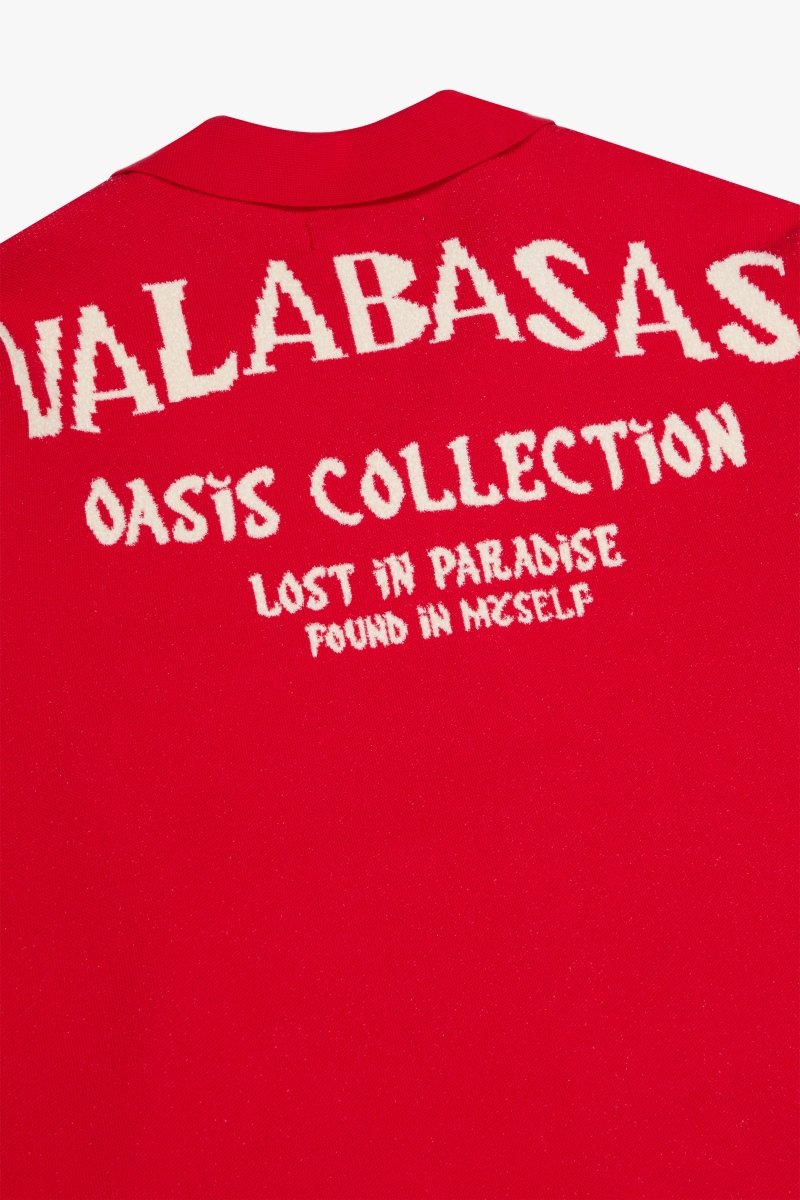 VALABASAS
OASIS COLLECTION
LOST IN PARADISE
FOUND IN MYSELF